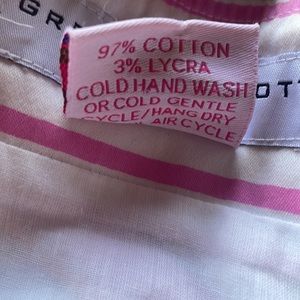 97% COTTON
3% LYCRA
COLD HAND WASH
OR COLD GENTLE
CYCLE/HANG DRY
AIR CYCLE